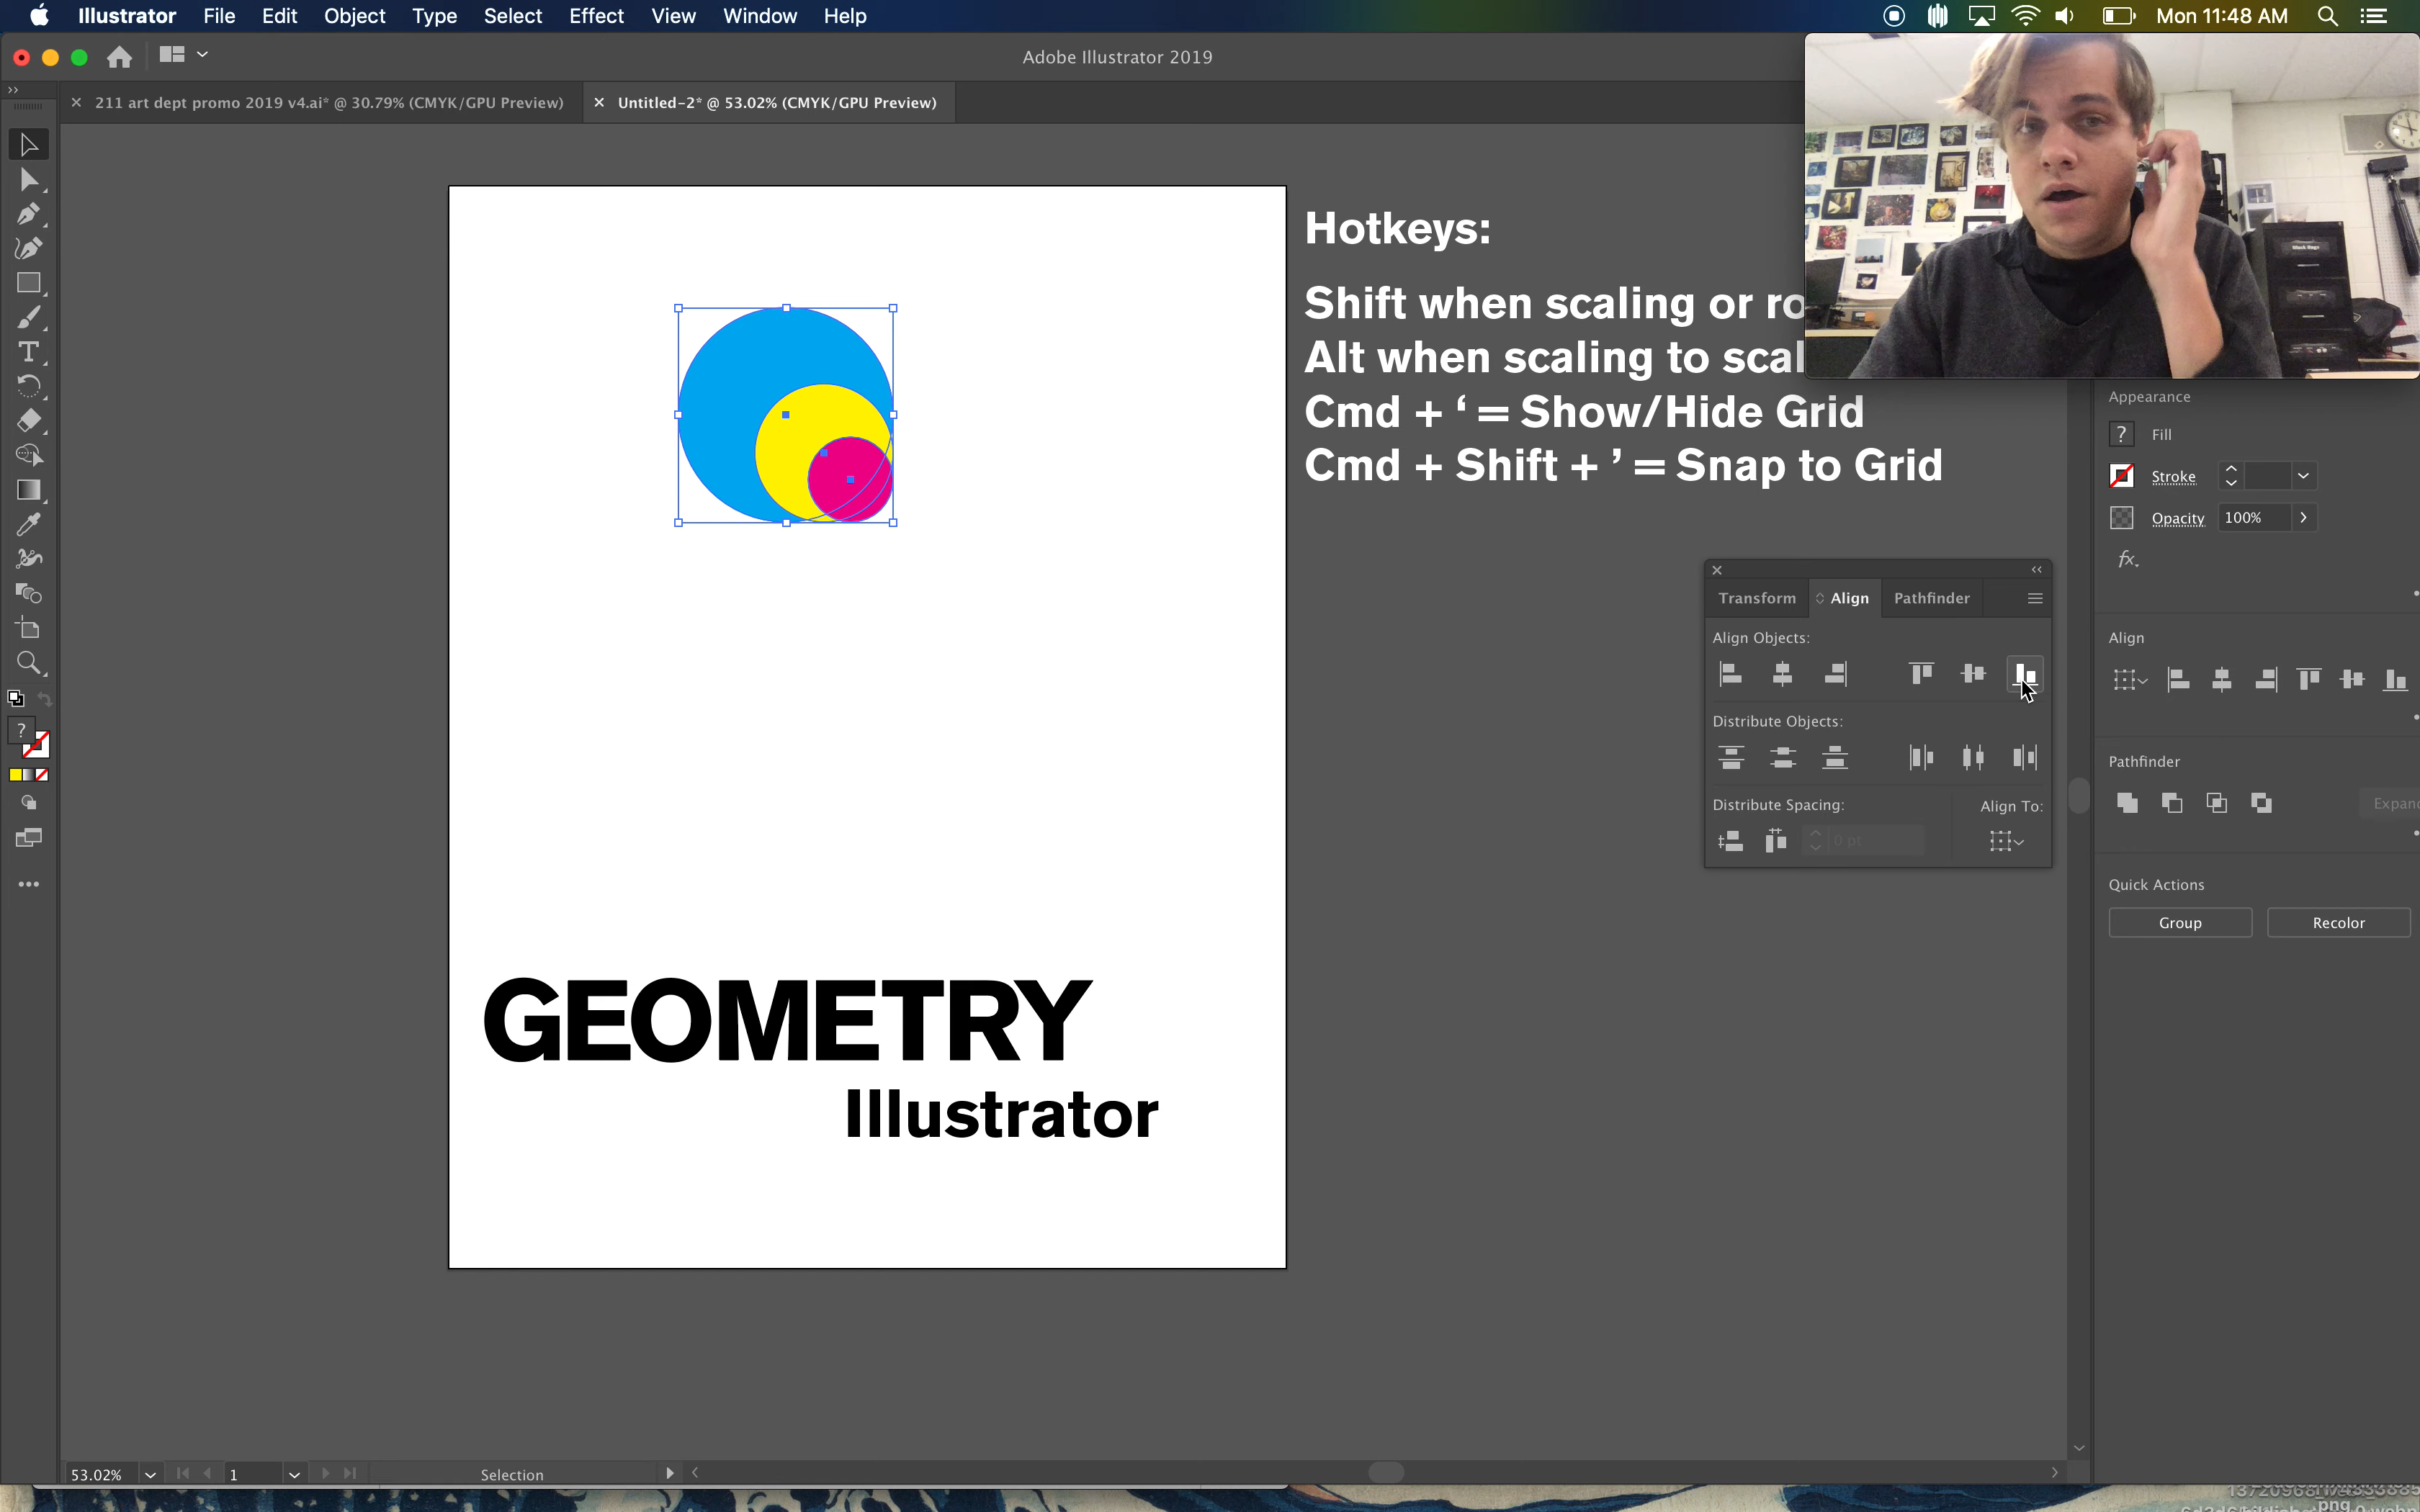 Illustrator File Edit Object Type Select Effect View Window Help
Mon 11:48 AM
Adobe Illustrator 2019
211 art dept promo 2019 v4.ai* @ 30.79% (CMYK/GPU Preview)
Untitled-2* @ 53.02% (CMYK/GPU Preview)
Hotkeys:
Shift when scaling or ro
Alt when scaling to scal
Cmd + ‘ = Show/Hide Grid
Cmd + Shift + ’ = Snap to Grid
GEOMETRY
Illustrator
Transform Align Pathfinder
Align Objects:
Distribute Objects:
Distribute Spacing:
Align To:
0 pt
Appearance
? Fill
Stroke
Opacity 100%
fx
Align
Pathfinder
Expan
Quick Actions
Group Recolor
?
53.02%
1
Selection